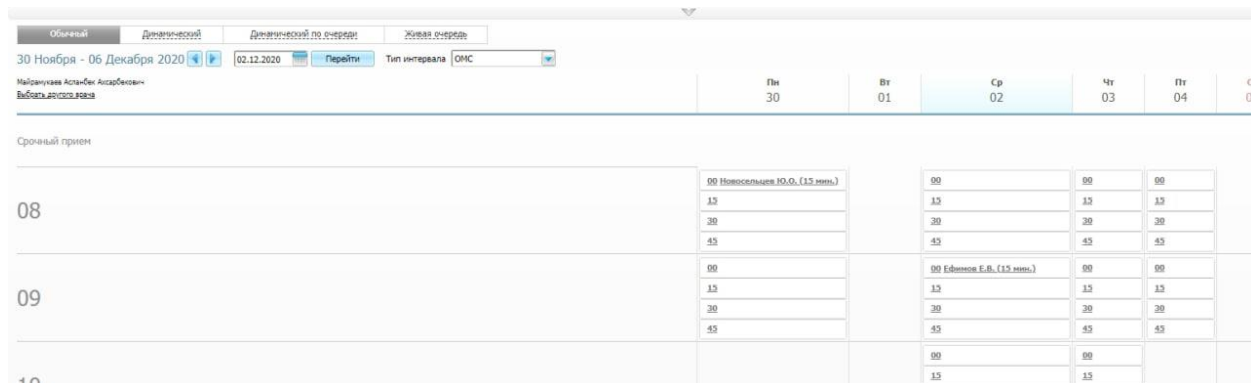 Обычный Динамический Динамический по очереди Живая очередь
30 Ноября - 06 Декабря 2020 02.12.2020 Перейти Тип интервала ОМС
Майрамукаев Асланбек Ахсарбекович
Выбрать другого врача
Пн Вт Ср Чт Пт
30 01 02 03 04
Срочный прием
08
00 Новосельцев Ю.О. (15 мин.) 00 00 00
15 15 15 15
30 30 30 30
45 45 45 45
09
00 00 Ефимов Е.В. (15 мин.) 00 00
15 15 15 15
30 30 30 30
45 45 45 45
00 00
15 15